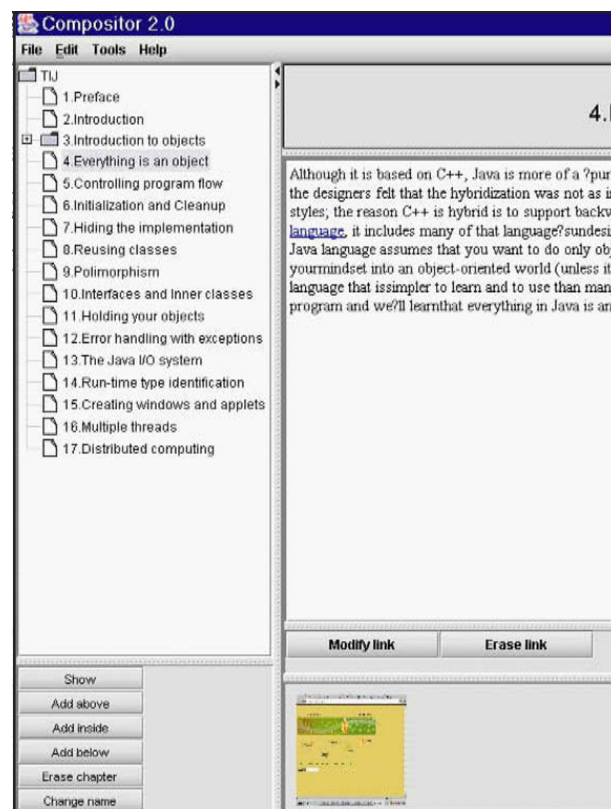 Compositor 2.0
File Edit Tools Help
TIJ
1.Preface
2.Introduction
3.Introduction to objects
4.Everything is an object
5.Controlling program flow
6.Initialization and Cleanup
7.Hiding the implementation
8.Reusing classes
9.Polimorphism
10.Interfaces and Inner classes
11.Holding your objects
12.Error handling with exceptions
13.The Java I/O system
14.Run-time type identification
15.Creating windows and applets
16.Multiple threads
17.Distributed computing
Show
Add above
Add inside
Add below
Erase chapter
Change name
4.
Although it is based on C++, Java is more of a ?pur
the designers felt that the hybridization was not as i
styles; the reason C++ is hybrid is to support backw
language, it includes many of that language?sundesi
Java language assumes that you want to do only obj
yourmindset into an object-oriented world (unless it
language that issimpler to learn and to use than man
program and we?ll learnthat everything in Java is an
Modify link Erase link